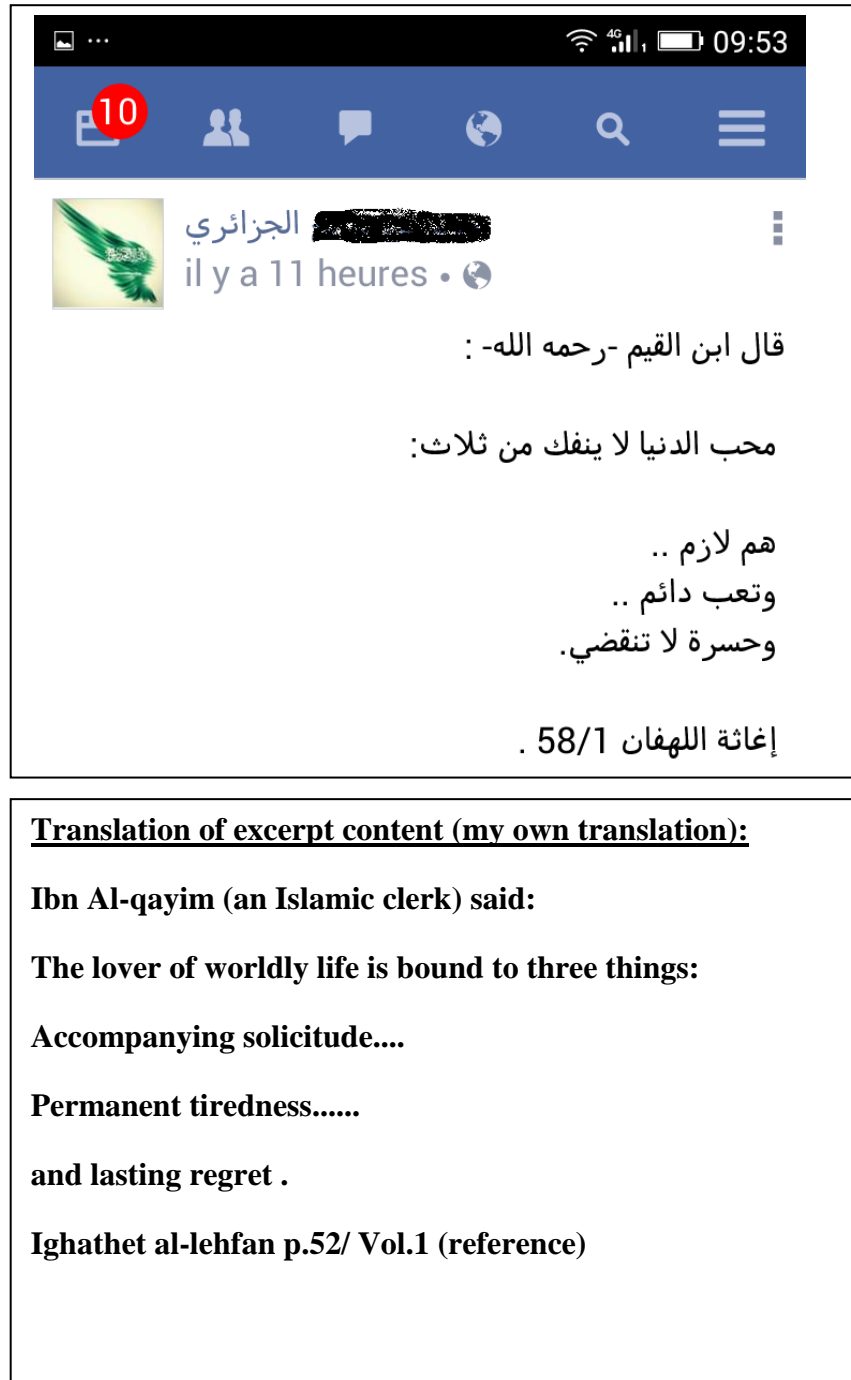 ... 4G 1 09:53
10
الجزائري
il y a 11 heures •
قال ابن القيم -رحمه الله- :
محب الدنيا لا ينفك من ثلاث:
هم لازم ..
وتعب دائم ..
وحسرة لا تنقضي.
إغاثة اللهفان 58/1 .
Translation of excerpt content (my own translation):
Ibn Al-qayim (an Islamic clerk) said:
The lover of worldly life is bound to three things:
Accompanying solicitude....
Permanent tiredness......
and lasting regret .
Ighathet al-lehfan p.52/ Vol.1 (reference)